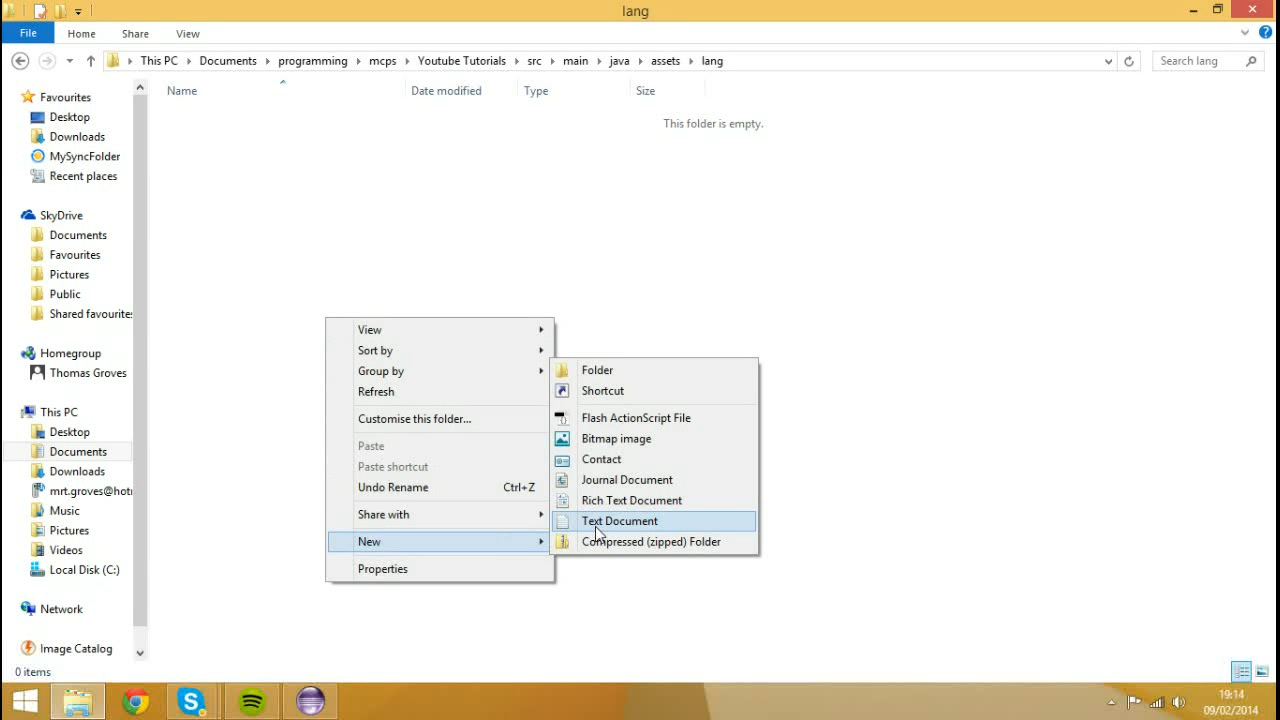 lang
File
Home
Share
View
This PC
Documents
programming
mcps
Youtube Tutorials
src
main
java
assets
lang
Search lang
Name
Date modified
Type
Size
This folder is empty.
Favourites
Desktop
Downloads
MySyncFolder
Recent places
SkyDrive
Documents
Favourites
Pictures
Public
Shared favourites
Homegroup
Thomas Groves
This PC
Desktop
Documents
Downloads
mrt.groves@hotm
Music
Pictures
Videos
Local Disk (C:)
Network
Image Catalog
View
Sort by
Group by
Refresh
Customise this folder...
Paste
Paste shortcut
Undo Rename Ctrl+Z
Share with
New
Properties
Folder
Shortcut
Flash ActionScript File
Bitmap image
Contact
Journal Document
Rich Text Document
Text Document
Compressed (zipped) Folder
0 items
19:14
09/02/2014